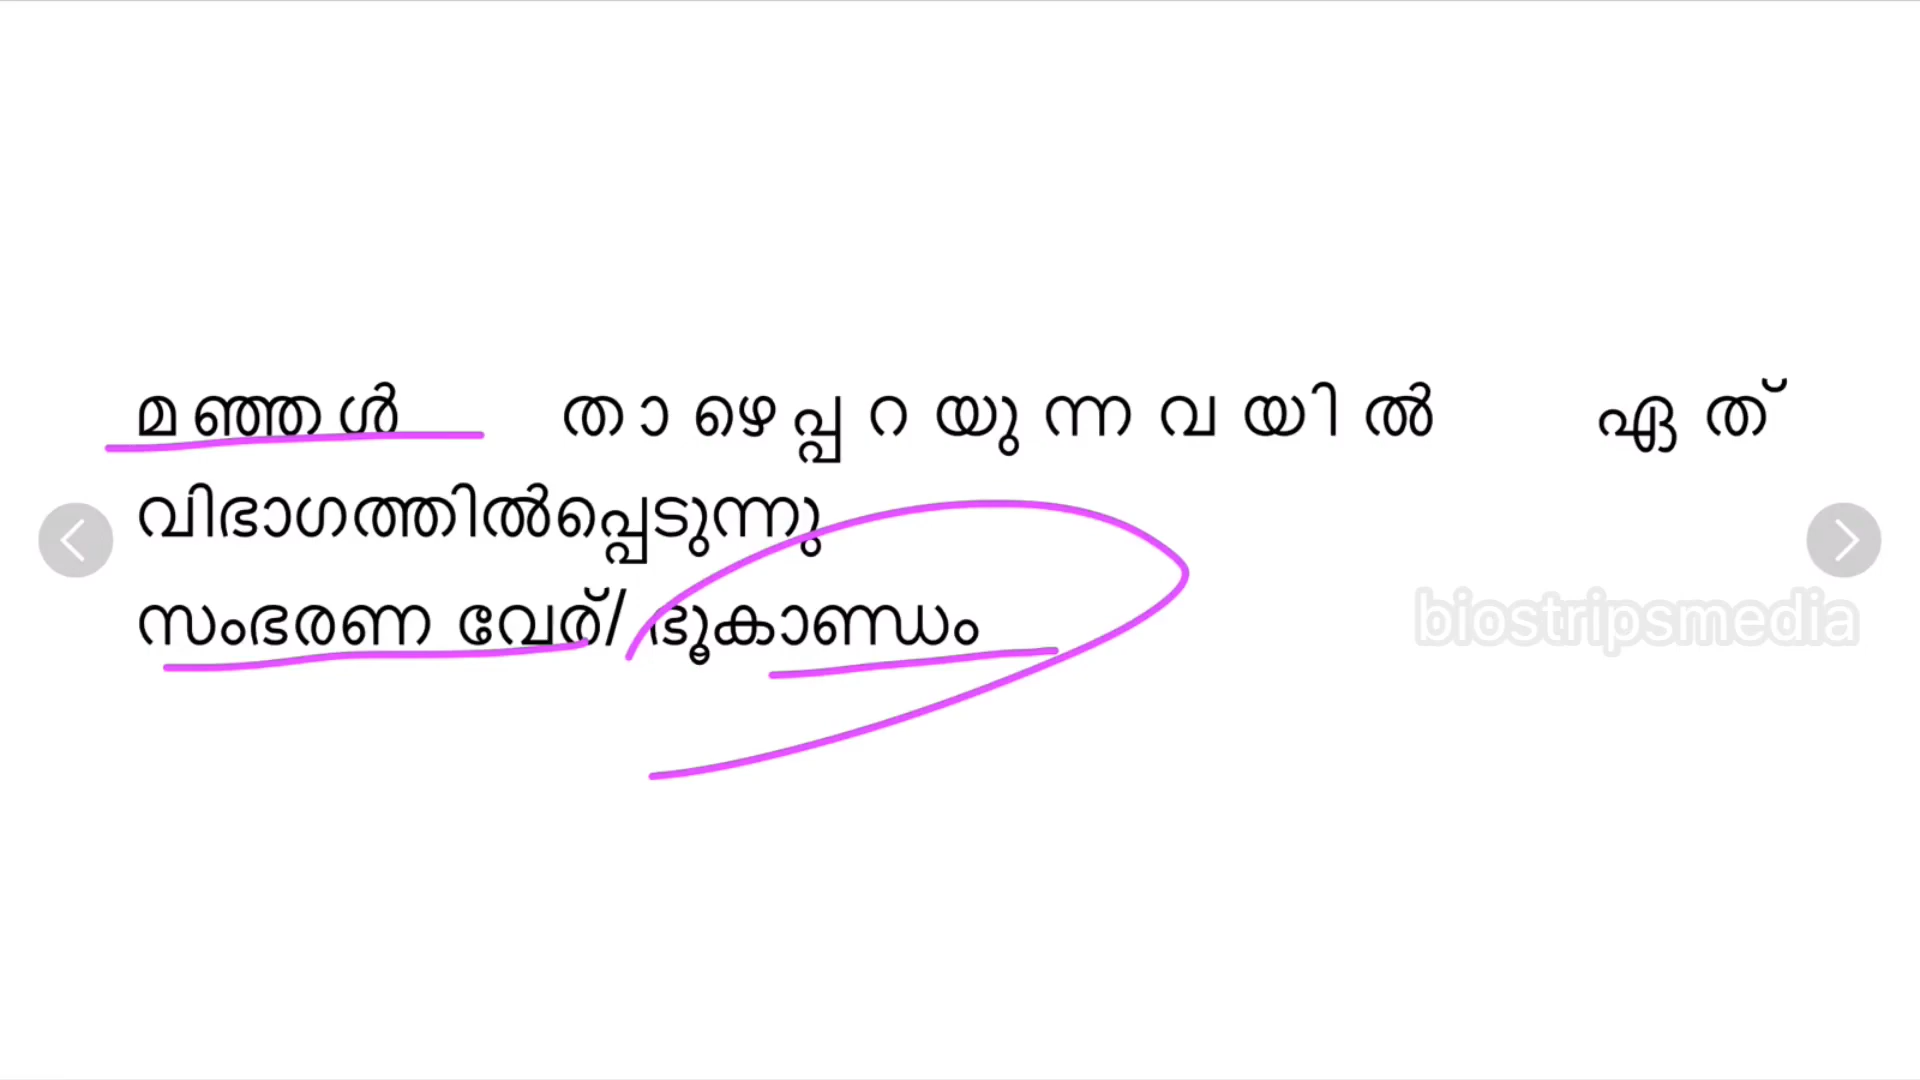 മഞ്ഞൾ താഴെപ്പറയുന്നവയിൽ ഏത്
വിഭാഗത്തിൽപ്പെടുന്നു
സംഭരണ വേര്/ ഭൂകാണ്ഡം
biostripsmedia